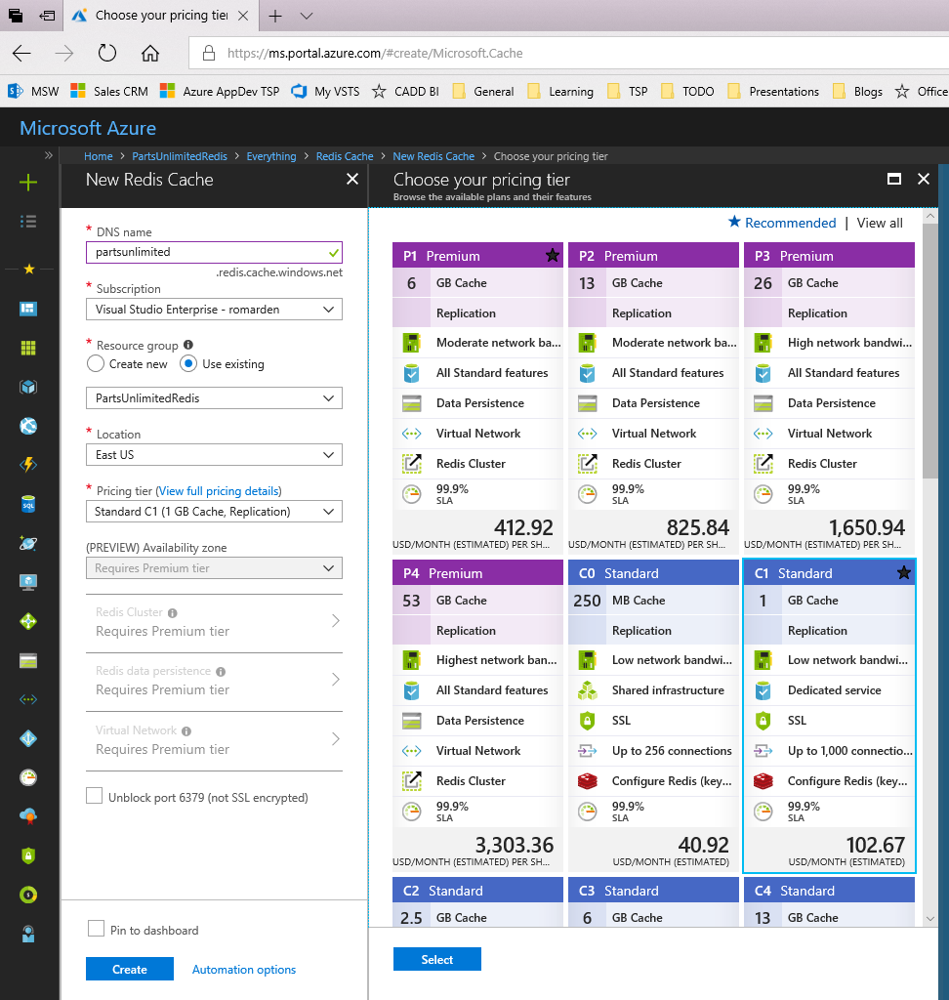 Choose your pricing tier
https://ms.portal.azure.com/#create/Microsoft.Cache
MSW
Sales CRM
Azure AppDev TSP
My VSTS
CADD BI
General
Learning
TSP
TODO
Presentations
Blogs
Office
Microsoft Azure
Home > PartsUnlimitedRedis > Everything > Redis Cache > New Redis Cache > Choose your pricing tier
New Redis Cache
* DNS name
partsunlimited
.redis.cache.windows.net
* Subscription
Visual Studio Enterprise - romarden
* Resource group
Create new
Use existing
PartsUnlimitedRedis
* Location
East US
* Pricing tier (View full pricing details)
Standard C1 (1 GB Cache, Replication)
(PREVIEW) Availability zone
Requires Premium tier
Redis Cluster
Requires Premium tier
Redis data persistence
Requires Premium tier
Virtual Network
Requires Premium tier
Unblock port 6379 (not SSL encrypted)
Pin to dashboard
Create
Automation options
Choose your pricing tier
Browse the available plans and their features
Recommended | View all
P1 Premium
6 GB Cache
Replication
Moderate network ba...
All Standard features
Data Persistence
Virtual Network
Redis Cluster
99.9%
SLA
412.92
USD/MONTH (ESTIMATED) PER SH...
P2 Premium
13 GB Cache
Replication
Moderate network ba...
All Standard features
Data Persistence
Virtual Network
Redis Cluster
99.9%
SLA
825.84
USD/MONTH (ESTIMATED) PER SH...
P3 Premium
26 GB Cache
Replication
High network bandwi...
All Standard features
Data Persistence
Virtual Network
Redis Cluster
99.9%
SLA
1,650.94
USD/MONTH (ESTIMATED) PER SH...
P4 Premium
53 GB Cache
Replication
Highest network ban...
All Standard features
Data Persistence
Virtual Network
Redis Cluster
99.9%
SLA
3,303.36
USD/MONTH (ESTIMATED) PER SH...
C0 Standard
250 MB Cache
Replication
Low network bandwi...
Shared infrastructure
SSL
Up to 256 connections
Configure Redis (key...
99.9%
SLA
40.92
USD/MONTH (ESTIMATED)
C1 Standard
1 GB Cache
Replication
Low network bandwi...
Dedicated service
SSL
Up to 1,000 connectio...
Configure Redis (key...
99.9%
SLA
102.67
USD/MONTH (ESTIMATED)
C2 Standard
2.5 GB Cache
C3 Standard
6 GB Cache
C4 Standard
13 GB Cache
Select